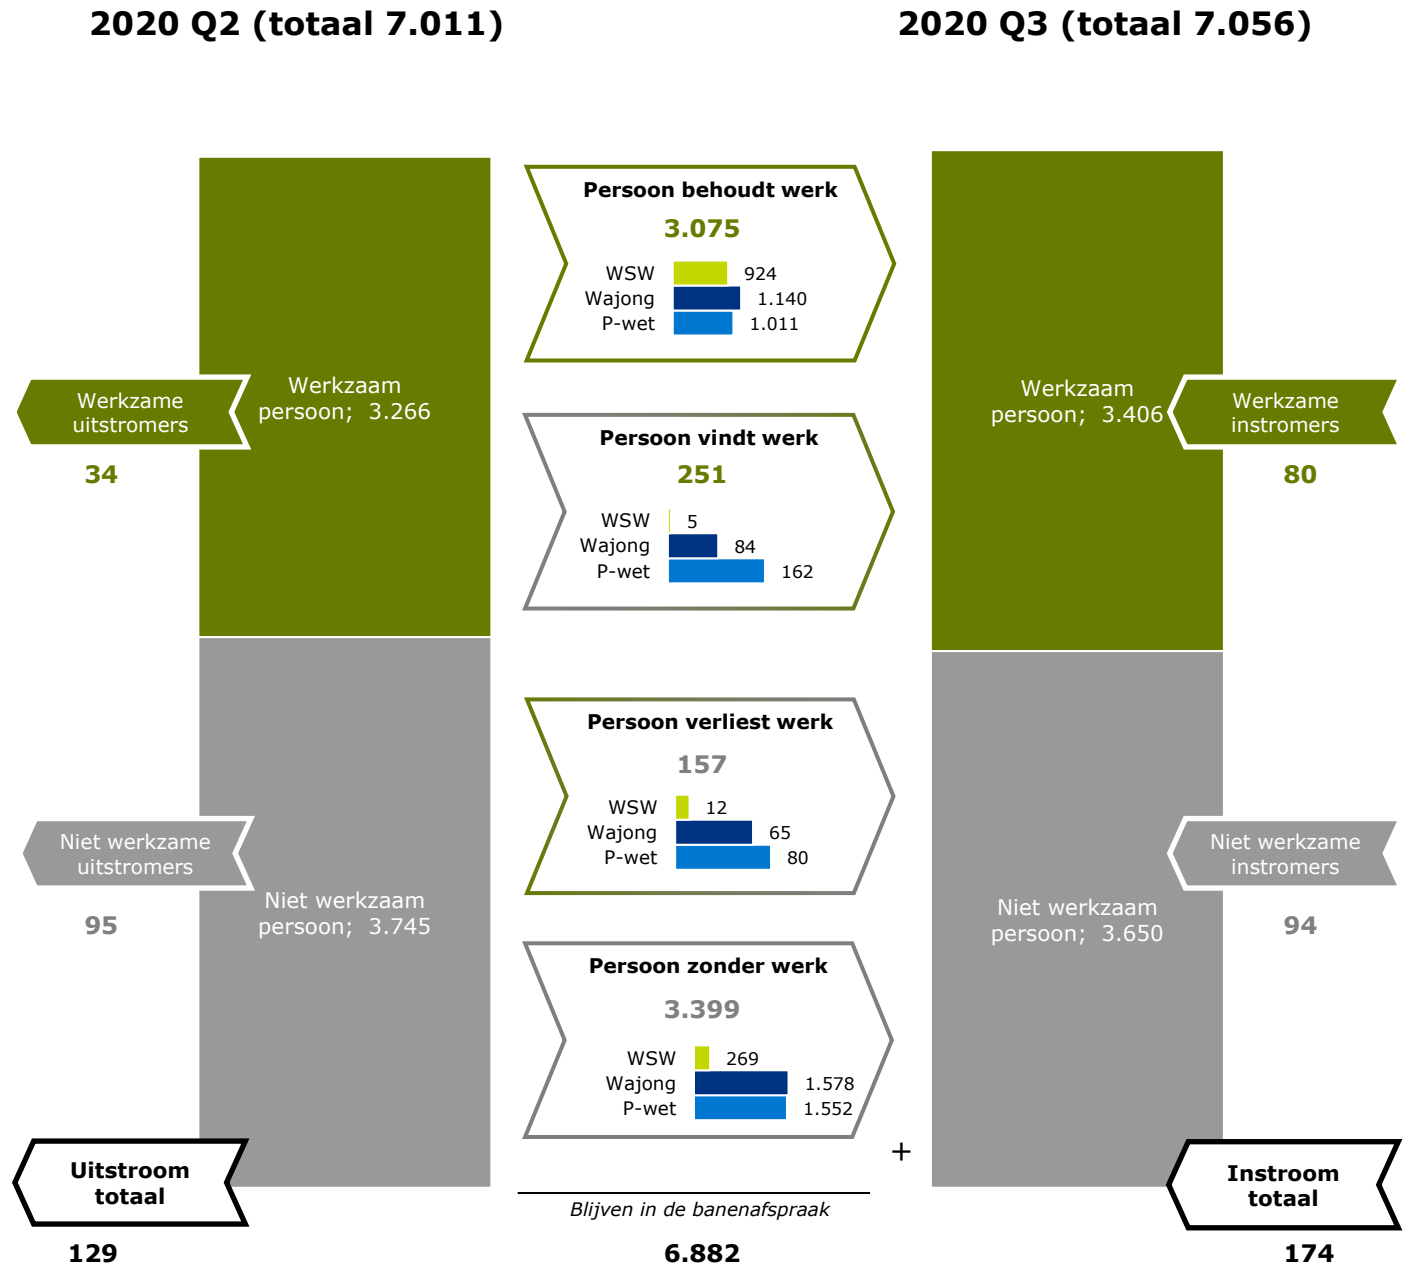 2020 Q2 (totaal 7.011)
2020 Q3 (totaal 7.056)
Persoon behoudt werk
3.075
WSW 924
Wajong 1.140
P-wet 1.011
Werkzaam
persoon; 3.266
Werkzame
uitstromers
34
Werkzaam
persoon; 3.406
Werkzame
instromers
80
Persoon vindt werk
251
WSW 5
Wajong 84
P-wet 162
Persoon verliest werk
157
WSW 12
Wajong 65
P-wet 80
Niet werkzame
uitstromers
95
Niet werkzaam
persoon; 3.745
Niet werkzaam
persoon; 3.650
Niet werkzame
instromers
94
Persoon zonder werk
3.399
WSW 269
Wajong 1.578
P-wet 1.552
+
Uitstroom
totaal
129
Blijven in de banenafspraak
6.882
Instroom
totaal
174